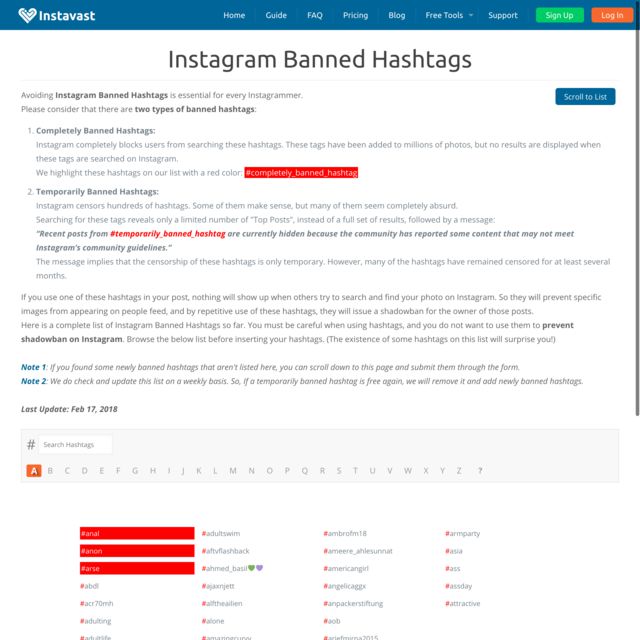 Instavast
Home Guide FAQ Pricing Blog Free Tools Support Sign Up Log In
Instagram Banned Hashtags
Avoiding Instagram Banned Hashtags is essential for every Instagrammer.
Please consider that there are two types of banned hashtags:
Scroll to List
1. Completely Banned Hashtags:
Instagram completely blocks users from searching these hashtags. These tags have been added to millions of photos, but no results are displayed when
these tags are searched on Instagram.
We highlight these hashtags on our list with a red color: #completely_banned_hashtag
2. Temporarily Banned Hashtags:
Instagram censors hundreds of hashtags. Some of them make sense, but many of them seem completely absurd.
Searching for these tags reveals only a limited number of "Top Posts", instead of a full set of results, followed by a message:
"Recent posts from #temporarily_banned_hashtag are currently hidden because the community has reported some content that may not meet
Instagram's community guidelines."
The message implies that the censorship of these hashtags is only temporary. However, many of the hashtags have remained censored for at least several
months.
If you use one of these hashtags in your post, nothing will show up when others try to search and find your photo on Instagram. So they will prevent specific
images from appearing on people feed, and by repetitive use of these hashtags, they will issue a shadowban for the owner of those posts.
Here is a complete list of Instagram Banned Hashtags so far. You must be careful when using hashtags, and you do not want to use them to prevent
shadowban on Instagram. Browse the below list before inserting your hashtags. (The existence of some hashtags on this list will surprise you!).
Note 1: If you found some newly banned hashtags that aren't listed here, you can scroll down to this page and submit them through the form.
Note 2: We do check and update this list on a weekly basis. So, If a temporarily banned hashtag is free again, we will remove it and add newly banned hashtags.
Last Update: Feb 17, 2018
# Search Hashtags
A B C D E F G H I J K L M N O P Q R S T U V W X Y Z ?
#anal #adultswim #ambrofm18 #armparty
#anon #aftvflashback #ameere_ahlesunnat #asia
#arse #ahmed_basil💚💜 #americangirl #ass
#abdl #ajaxnjett #angelicaggx #assday
#acr70mh #alftheailien #anpackerstiftung #attractive
#adulting #alone #aob
#adultlife #amazingruvv #ariefmirna2015